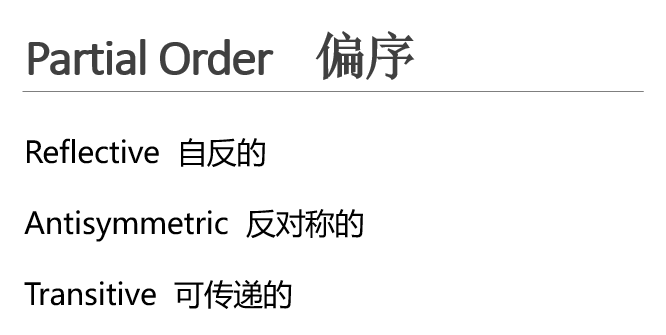 Partial Order 偏序
Reflective 自反的
Antisymmetric 反对称的
Transitive 可传递的